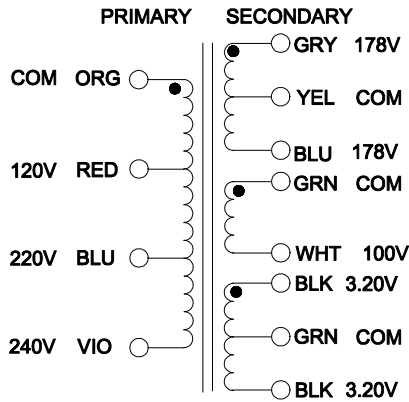 PRIMARY SECONDARY
GRY 178V
COM ORG
YEL COM
BLU 178V
120V RED
GRN COM
WHT 100V
220V BLU
BLK 3.20V
GRN COM
240V VIO
BLK 3.20V